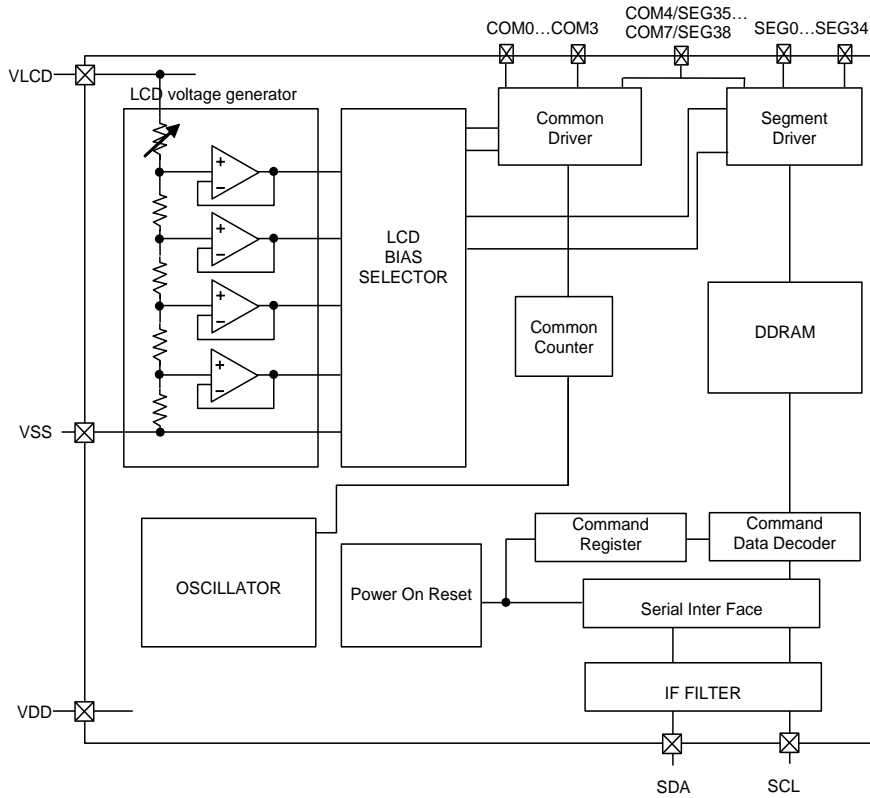 COM4/SEG35…
COM0…COM3
COM7/SEG38
SEG0…SEG34
VLCD
LCD voltage generator
Common
Driver
Segment
Driver
+
−
+
−
+
−
+
−
LCD
BIAS
SELECTOR
Common
Counter
DDRAM
VSS
OSCILLATOR
Power On Reset
Command
Register
Command
Data Decoder
Serial Inter Face
IF FILTER
VDD
SDA
SCL